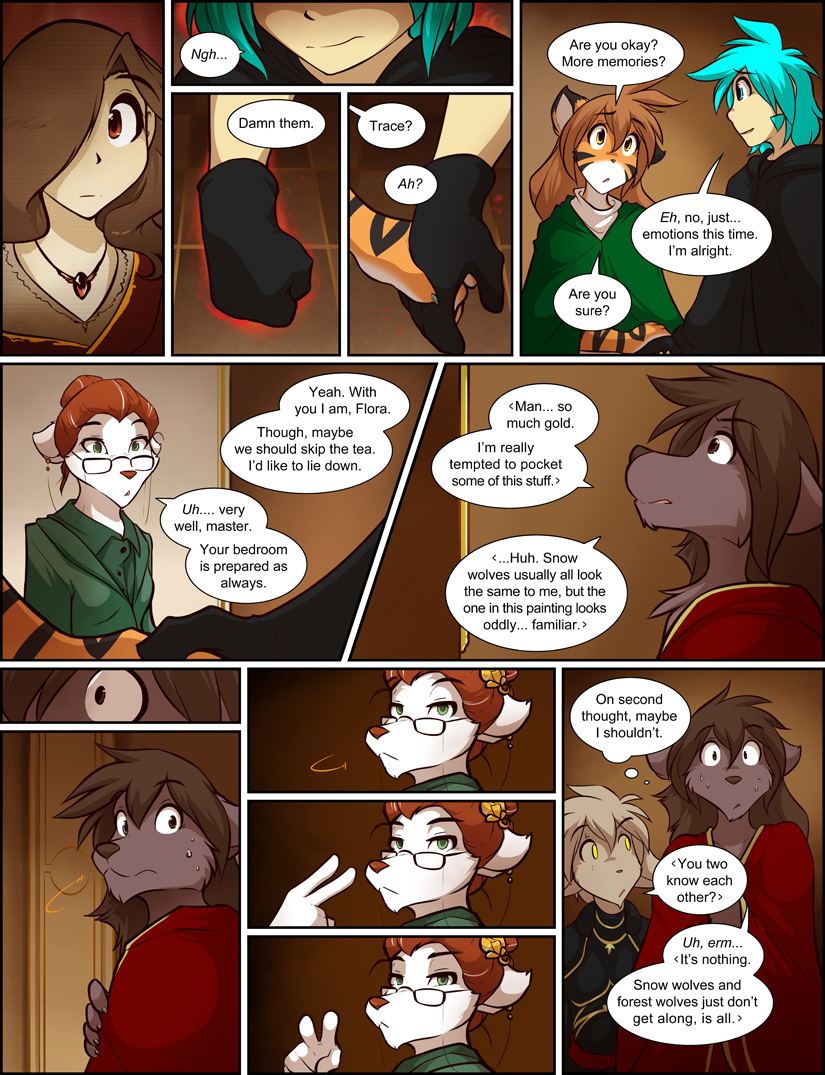 Ngh...
Damn them.
Trace?
Ah?
Are you okay?
More memories?
Eh, no, just...
emotions this time.
I'm alright.
Are you
sure?
Yeah. With
you I am, Flora.
Though, maybe
we should skip the tea.
I'd like to lie down.
Uh.... very
well, master.
Your bedroom
is prepared as
always.
‹Man... so
much gold.
I'm really
tempted to pocket
some of this stuff.›
‹...Huh. Snow
wolves usually all look
the same to me, but the
one in this painting looks
oddly... familiar.›
On second
thought, maybe
I shouldn't.
‹You two
know each
other?›
Uh, erm...
‹It's nothing.
Snow wolves and
forest wolves just don't
get along, is all.›